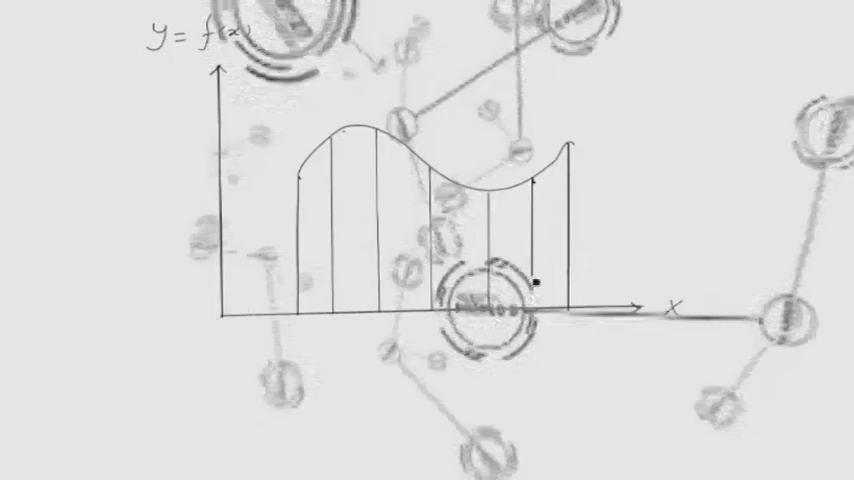 y = f(x)
x